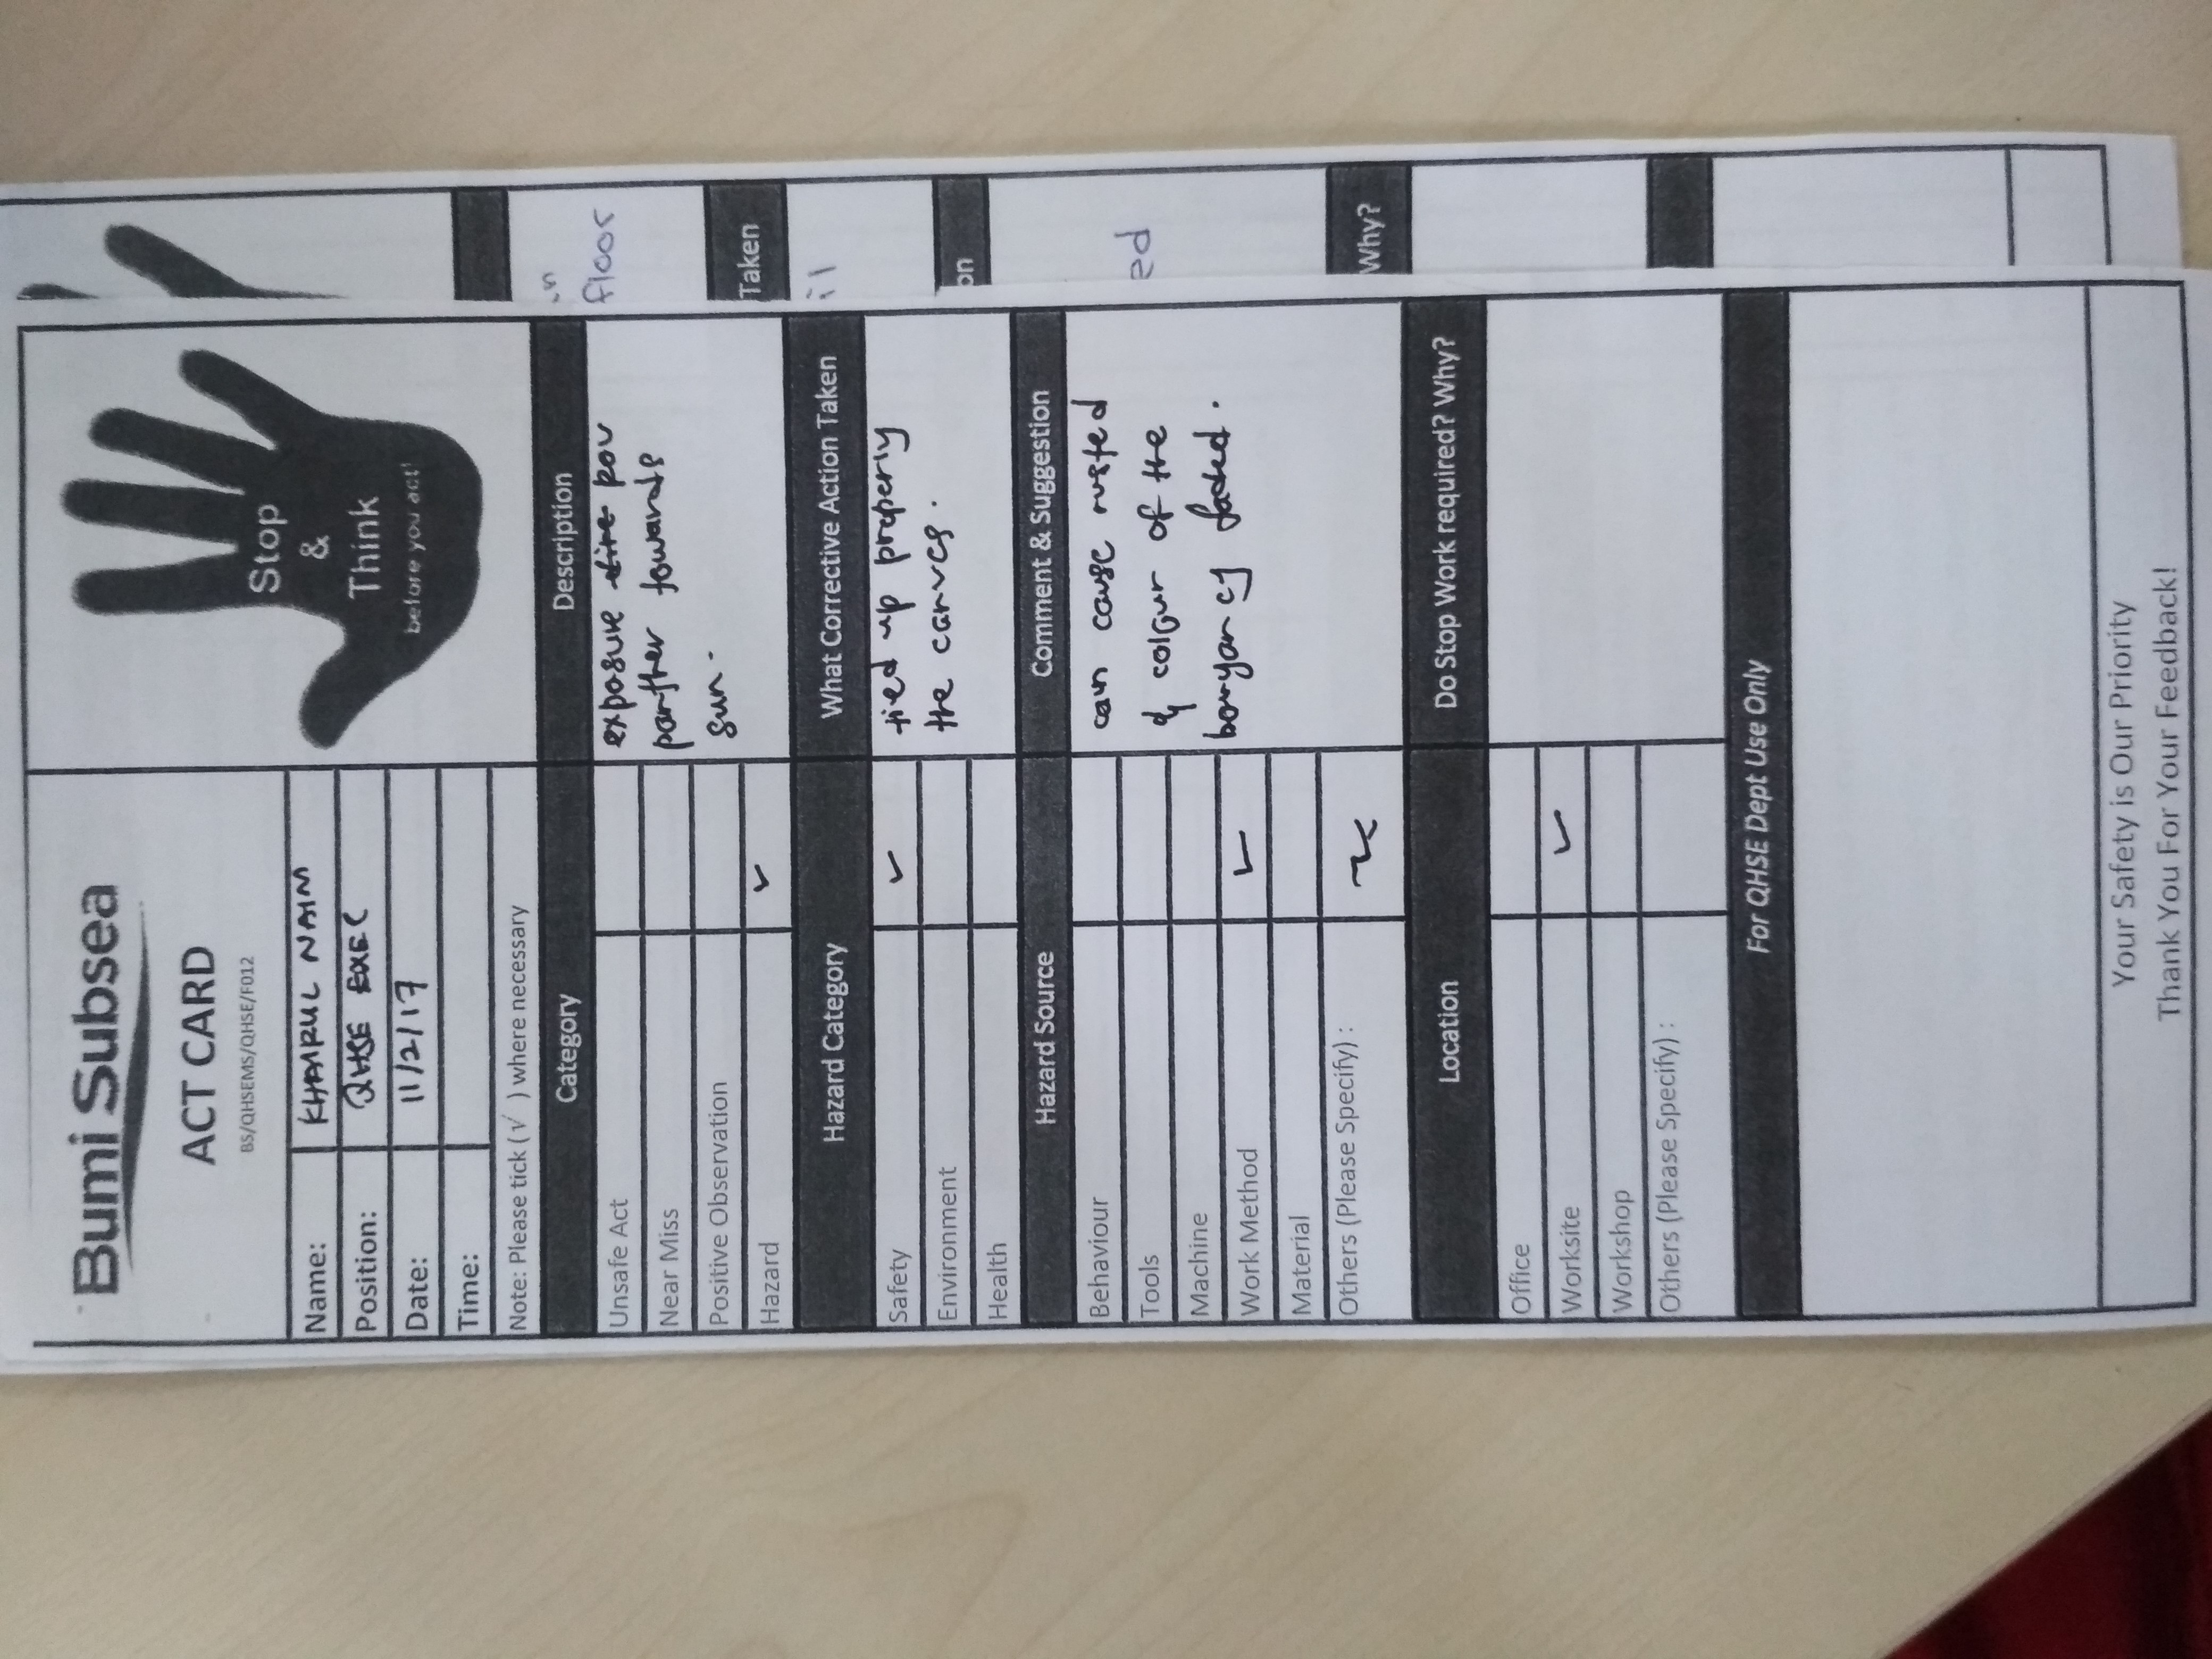 Bumi Subsea
ACT CARD
BS/QHSEMS/QHSE/F012
Stop
&
Think
before you act!
Name: KHAIRUL NAIM
Position: QHSE EXEC
Date: 11/2/17
Time:
Note: Please tick (√ ) where necessary
Category
Unsafe Act
Near Miss
Positive Observation
Hazard ✓
Description
exposure rov
panther towards
sun.
Hazard Category
Safety ✓
Environment
Health
What Corrective Action Taken
tied up properly
the canvas.
Hazard Source
Behaviour
Tools
Machine
Work Method ✓
Material
Others (Please Specify) :
Comment & Suggestion
can cause rusted
& colour of the
bouyancy faded.
Location
Office
Worksite ✓
Workshop
Others (Please Specify) :
Do Stop Work required? Why?
For QHSE Dept Use Only
Your Safety is Our Priority
Thank You For Your Feedback!
floor
Taken
on
ed
Why?